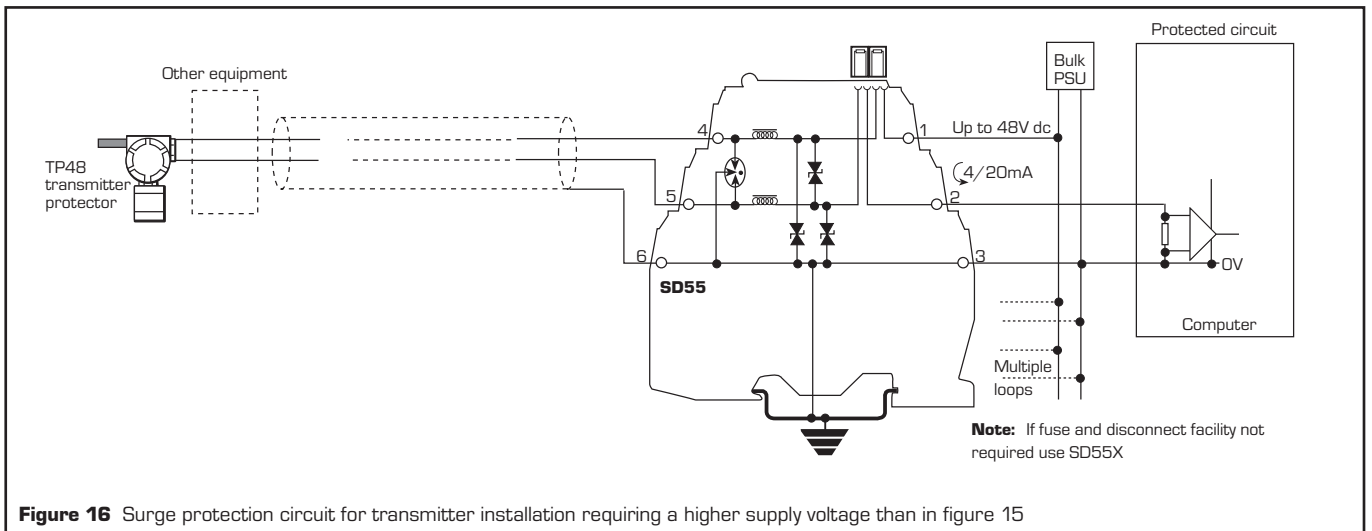 Protected circuit
Other equipment
Bulk
PSU
4
1
Up to 48V dc
TP48
transmitter
protector
4/20mA
5
2
6
3
0V
SD55
Computer
Multiple
loops
Note: If fuse and disconnect facility not
required use SD55X
Figure 16 Surge protection circuit for transmitter installation requiring a higher supply voltage than in figure 15